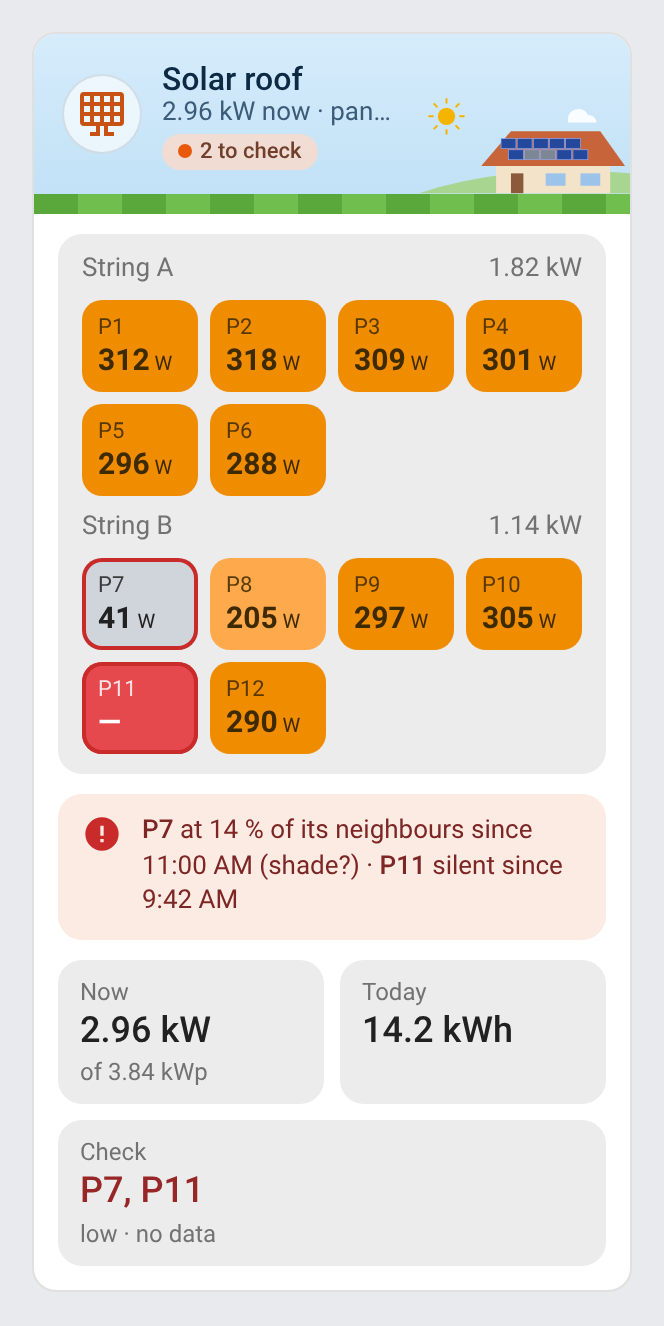 Solar roof
2.96 kW now · pan…
2 to check
String A 1.82 kW
P1 P2 P3 P4
312 W 318 W 309 W 301 W
P5 P6
296 W 288 W
String B 1.14 kW
P7 P8 P9 P10
41 W 205 W 297 W 305 W
P11 P12
– 290 W
P7 at 14 % of its neighbours since
11:00 AM (shade?) · P11 silent since
9:42 AM
Now Today
2.96 kW 14.2 kWh
of 3.84 kWp
Check
P7, P11
low · no data